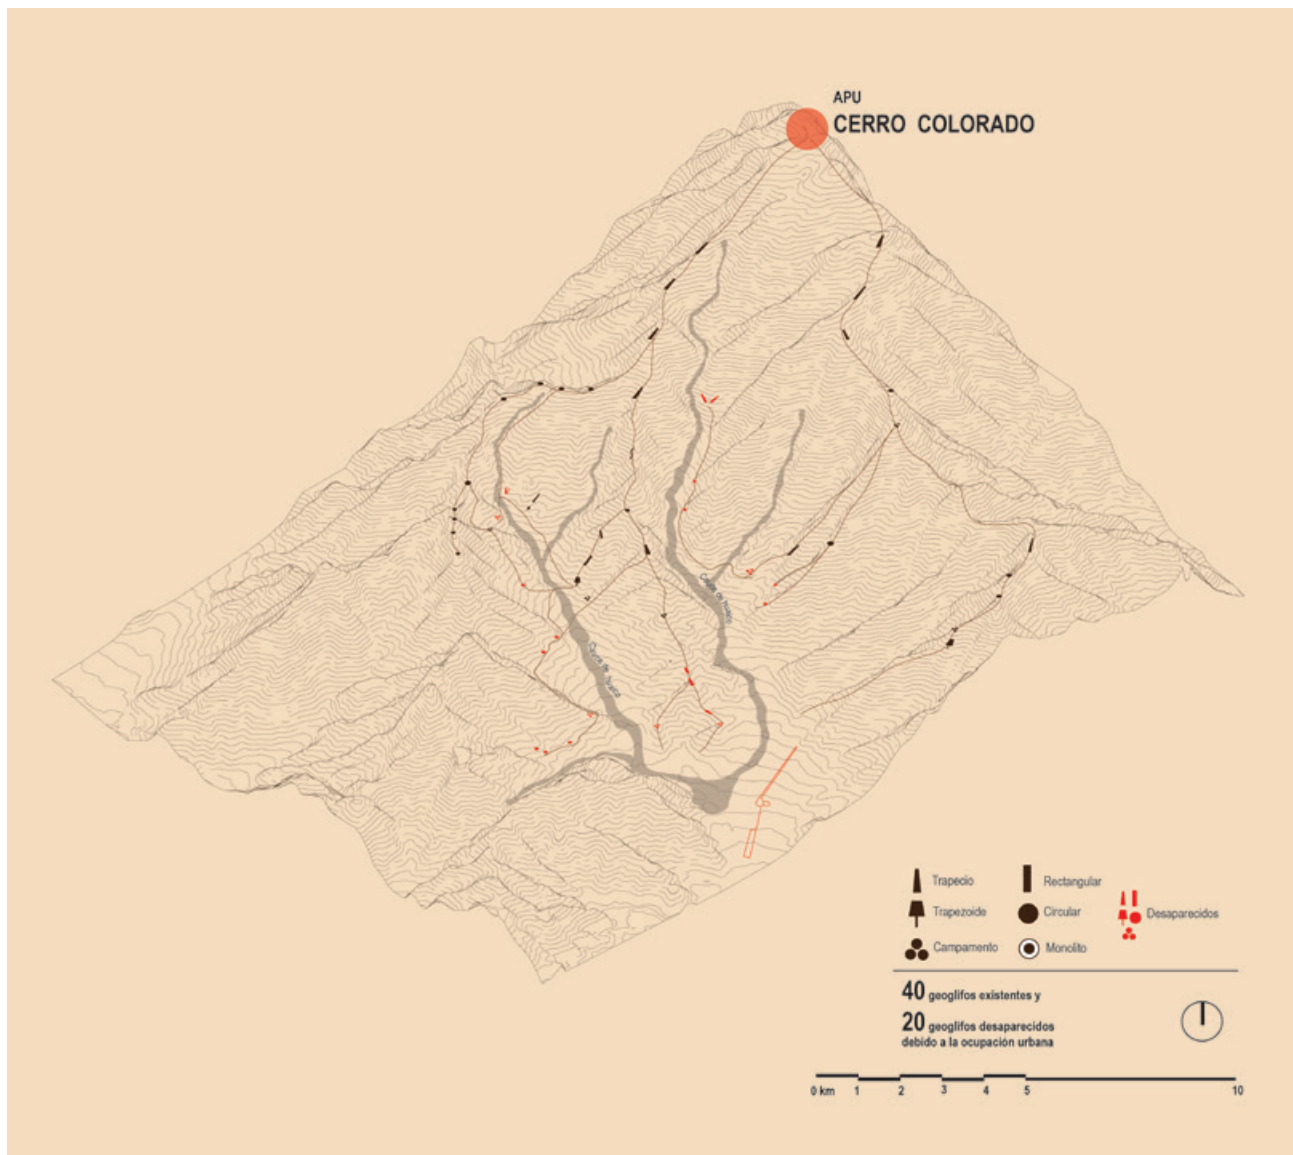 APU
CERRO COLORADO
Trapecio
Rectangular
Trapezoide
Circular
Desaparecidos
Campamento
Monolito
40 geoglifos existentes y
20 geoglifos desaparecidos
debido a la ocupación urbana
0 km 1 2 3 4 5 10